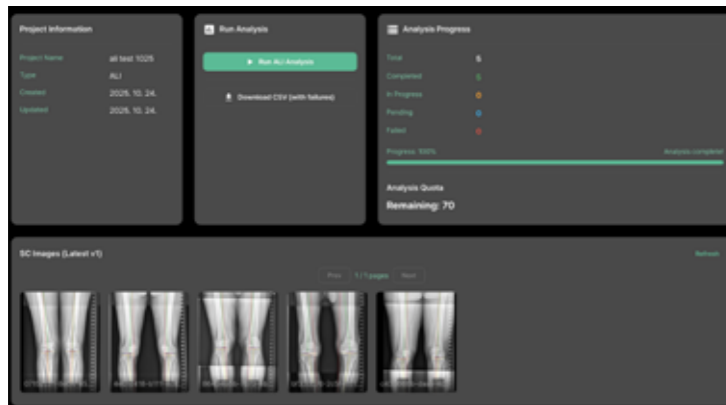 Project Information
Project Name ali test 1025
Type ALI
Created 2025. 10. 24.
Updated 2025. 10. 24.
Run Analysis
Run ALI Analysis
Download CSV (with failures)
Analysis Progress
Total 5
Completed 5
In Progress 0
Pending 0
Failed 0
Progress: 100% Analysis complete!
Analysis Quota
Remaining: 70
SC Images (Latest v1)
Refresh
Prev 1 / 1 pages Next